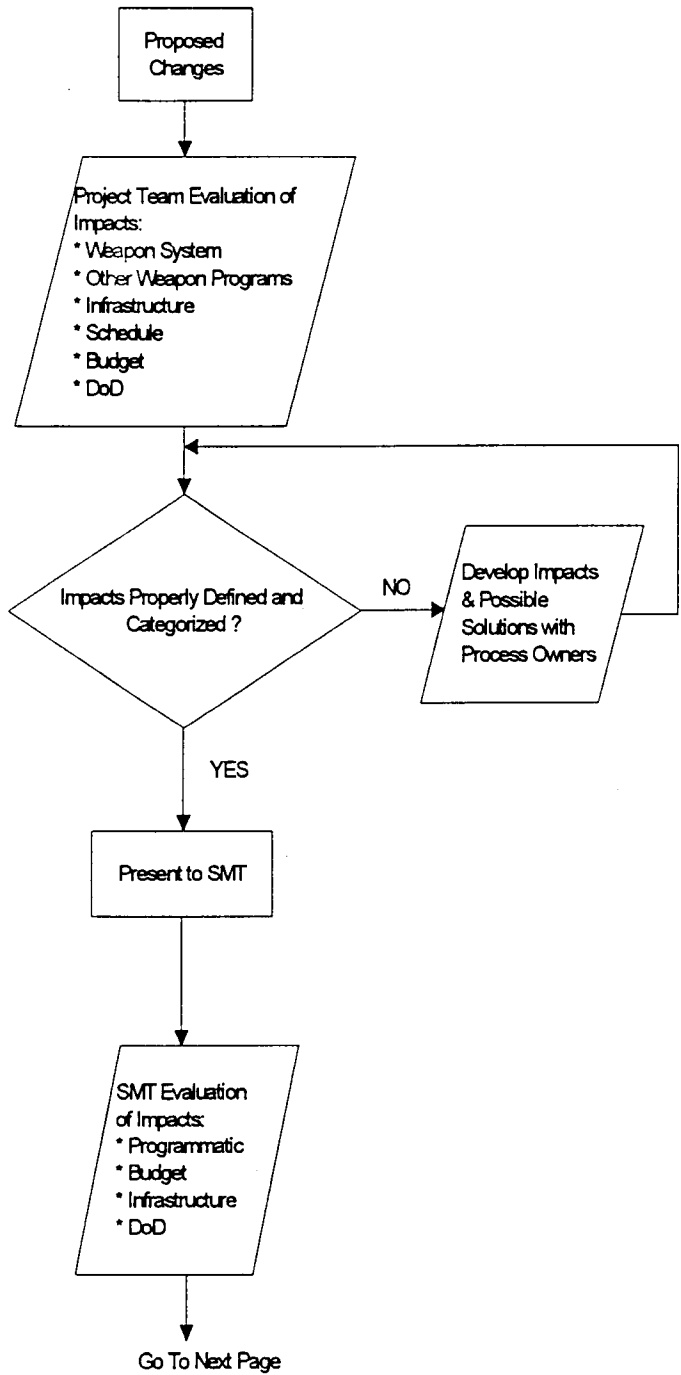 Proposed
Changes
Project Team Evaluation of
Impacts:
* Weapon System
* Other Weapon Programs
* Infrastructure
* Schedule
* Budget
* DoD
Impacts Properly Defined and
Categorized ?
NO
Develop Impacts
& Possible
Solutions with
Process Owners
YES
Present to SMT
SMT Evaluation
of Impacts:
* Programmatic
* Budget
* Infrastructure
* DoD
Go To Next Page